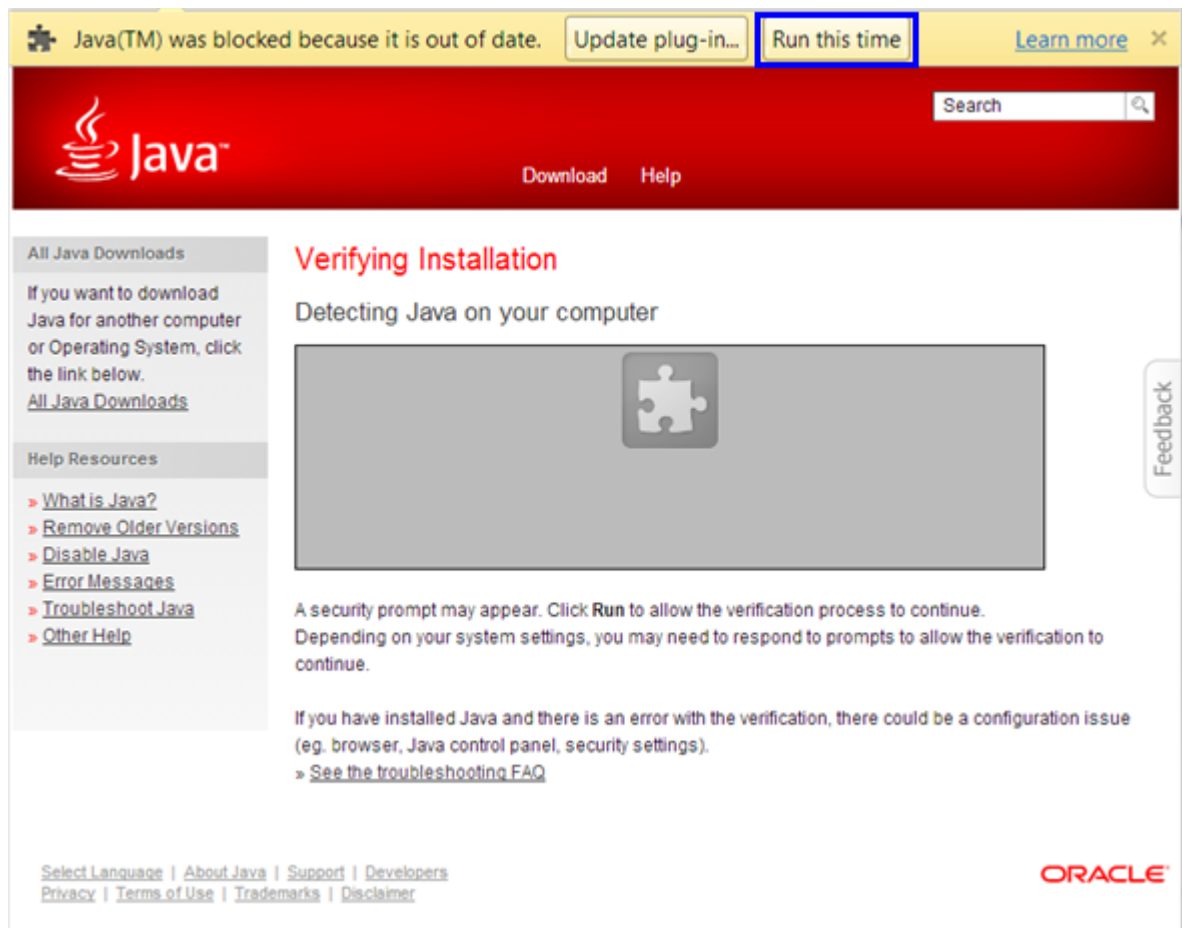 Java(TM) was blocked because it is out of date. Update plug-in... Run this time Learn more ×
Search
Java™
Download Help
All Java Downloads
If you want to download
Java for another computer
or Operating System, click
the link below.
All Java Downloads
Help Resources
» What is Java?
» Remove Older Versions
» Disable Java
» Error Messages
» Troubleshoot Java
» Other Help
Verifying Installation
Detecting Java on your computer
A security prompt may appear. Click Run to allow the verification process to continue.
Depending on your system settings, you may need to respond to prompts to allow the verification to
continue.
If you have installed Java and there is an error with the verification, there could be a configuration issue
(eg. browser, Java control panel, security settings).
» See the troubleshooting FAQ
Feedback
Select Language | About Java | Support | Developers
Privacy | Terms of Use | Trademarks | Disclaimer
ORACLE